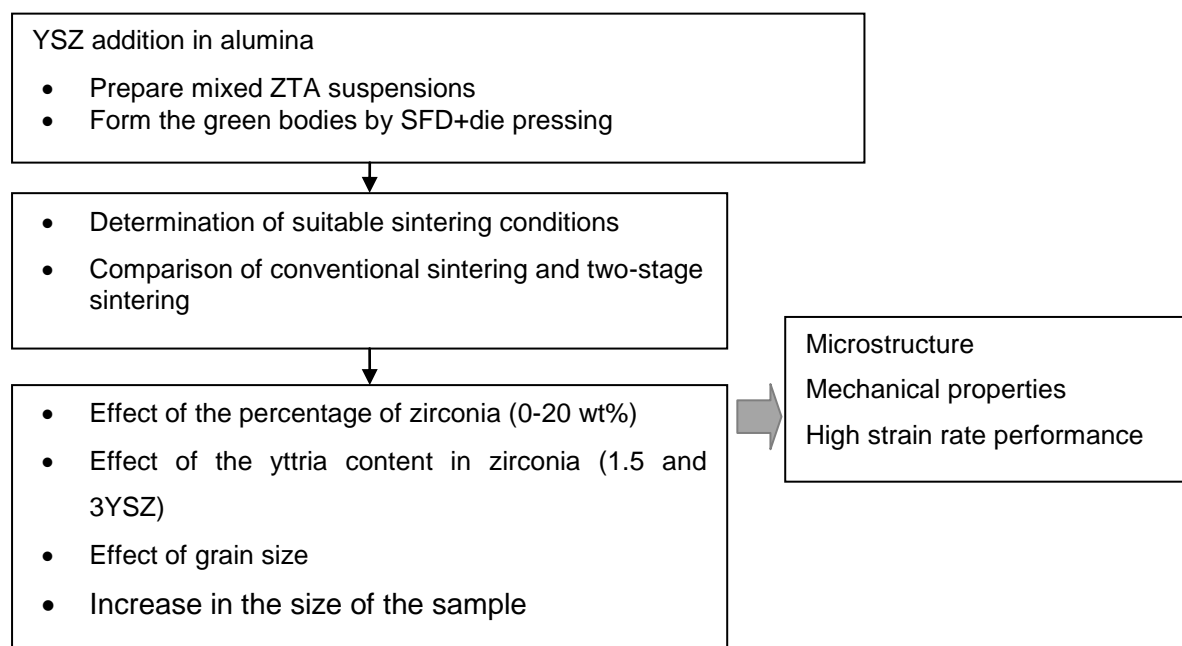 YSZ addition in alumina
• Prepare mixed ZTA suspensions
• Form the green bodies by SFD+die pressing
• Determination of suitable sintering conditions
• Comparison of conventional sintering and two-stage
sintering
• Effect of the percentage of zirconia (0-20 wt%)
• Effect of the yttria content in zirconia (1.5 and
3YSZ)
• Effect of grain size
• Increase in the size of the sample
Microstructure
Mechanical properties
High strain rate performance